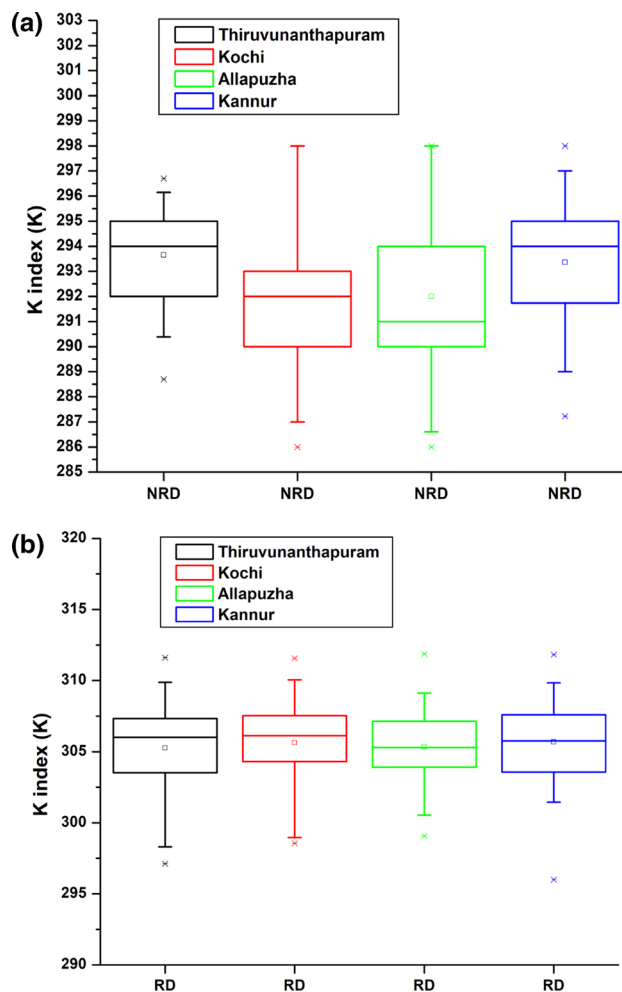 (a)
303
302
301
300
299
298
297
296
295
294
293
292
291
290
289
288
287
286
285
K index (K)
Thiruvunanthapuram
Kochi
Allapuzha
Kannur
NRD NRD NRD NRD
(b)
320
315
310
305
300
295
290
K index (K)
Thiruvunanthapuram
Kochi
Allapuzha
Kannur
RD RD RD RD